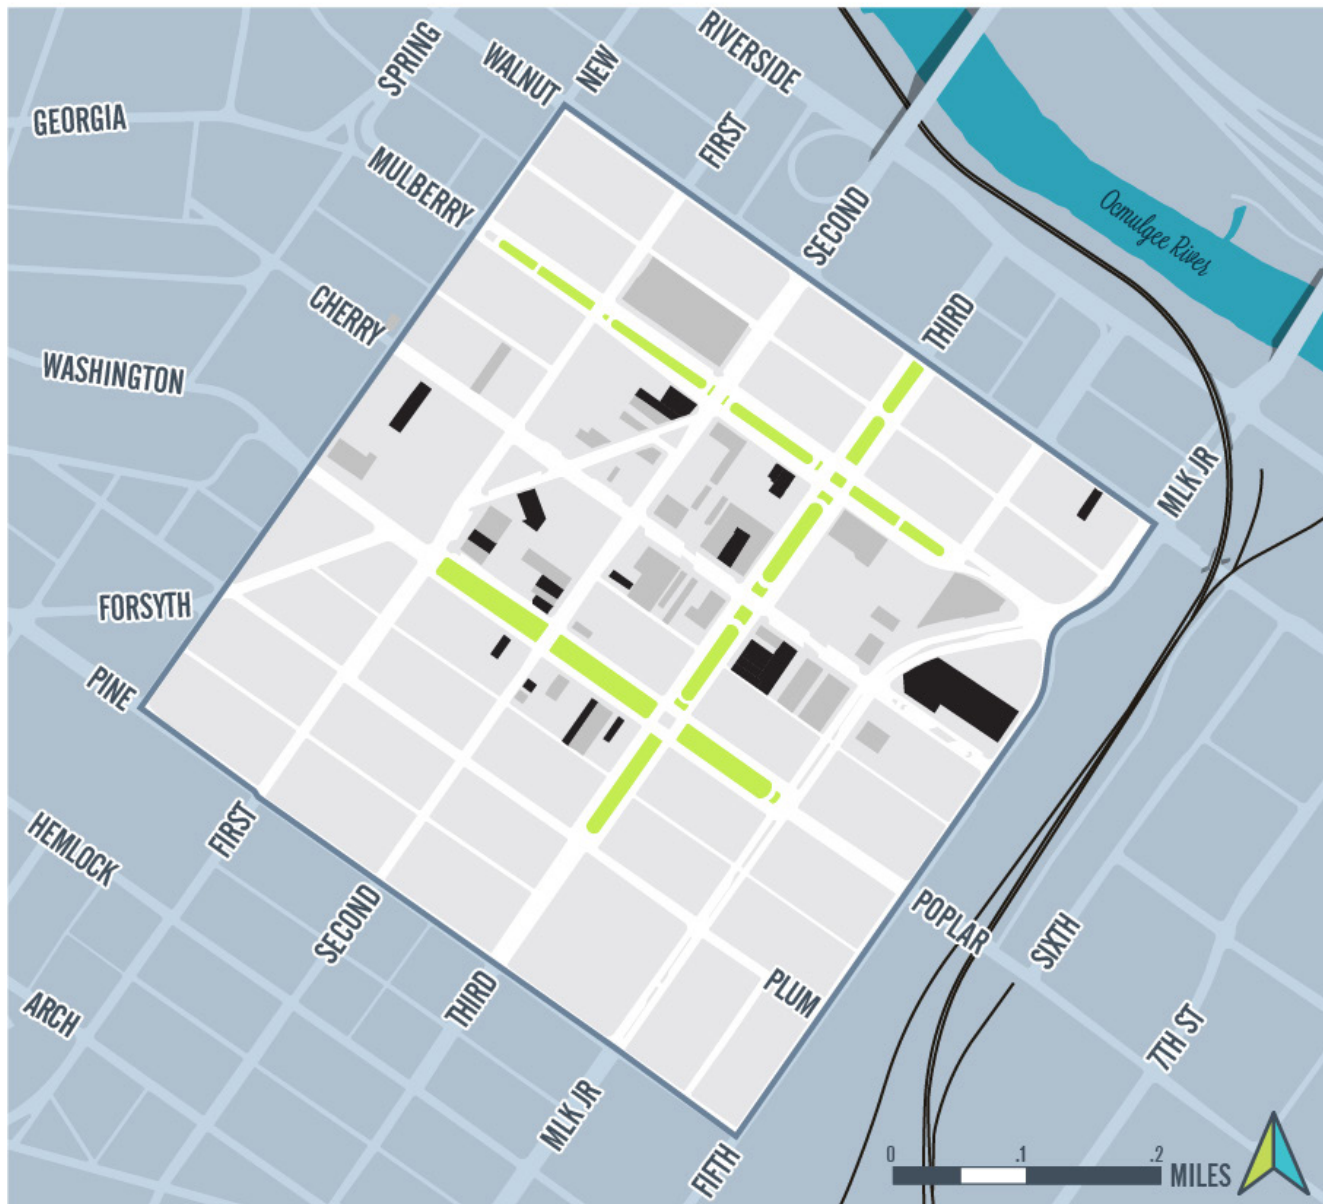 RIVERSIDE
SPRING
WALNUT
NEW
GEORGIA
FIRST
MULBERRY
SECOND
Ocmulgee River
CHERRY
THIRD
WASHINGTON
MLK JR
FORSYTH
PINE
HEMLOCK
FIRST
SECOND
POPLAR
SIXTH
PLUM
THIRD
ARCH
7TH ST
MLK JR
FIFTH
0 .1 .2
MILES